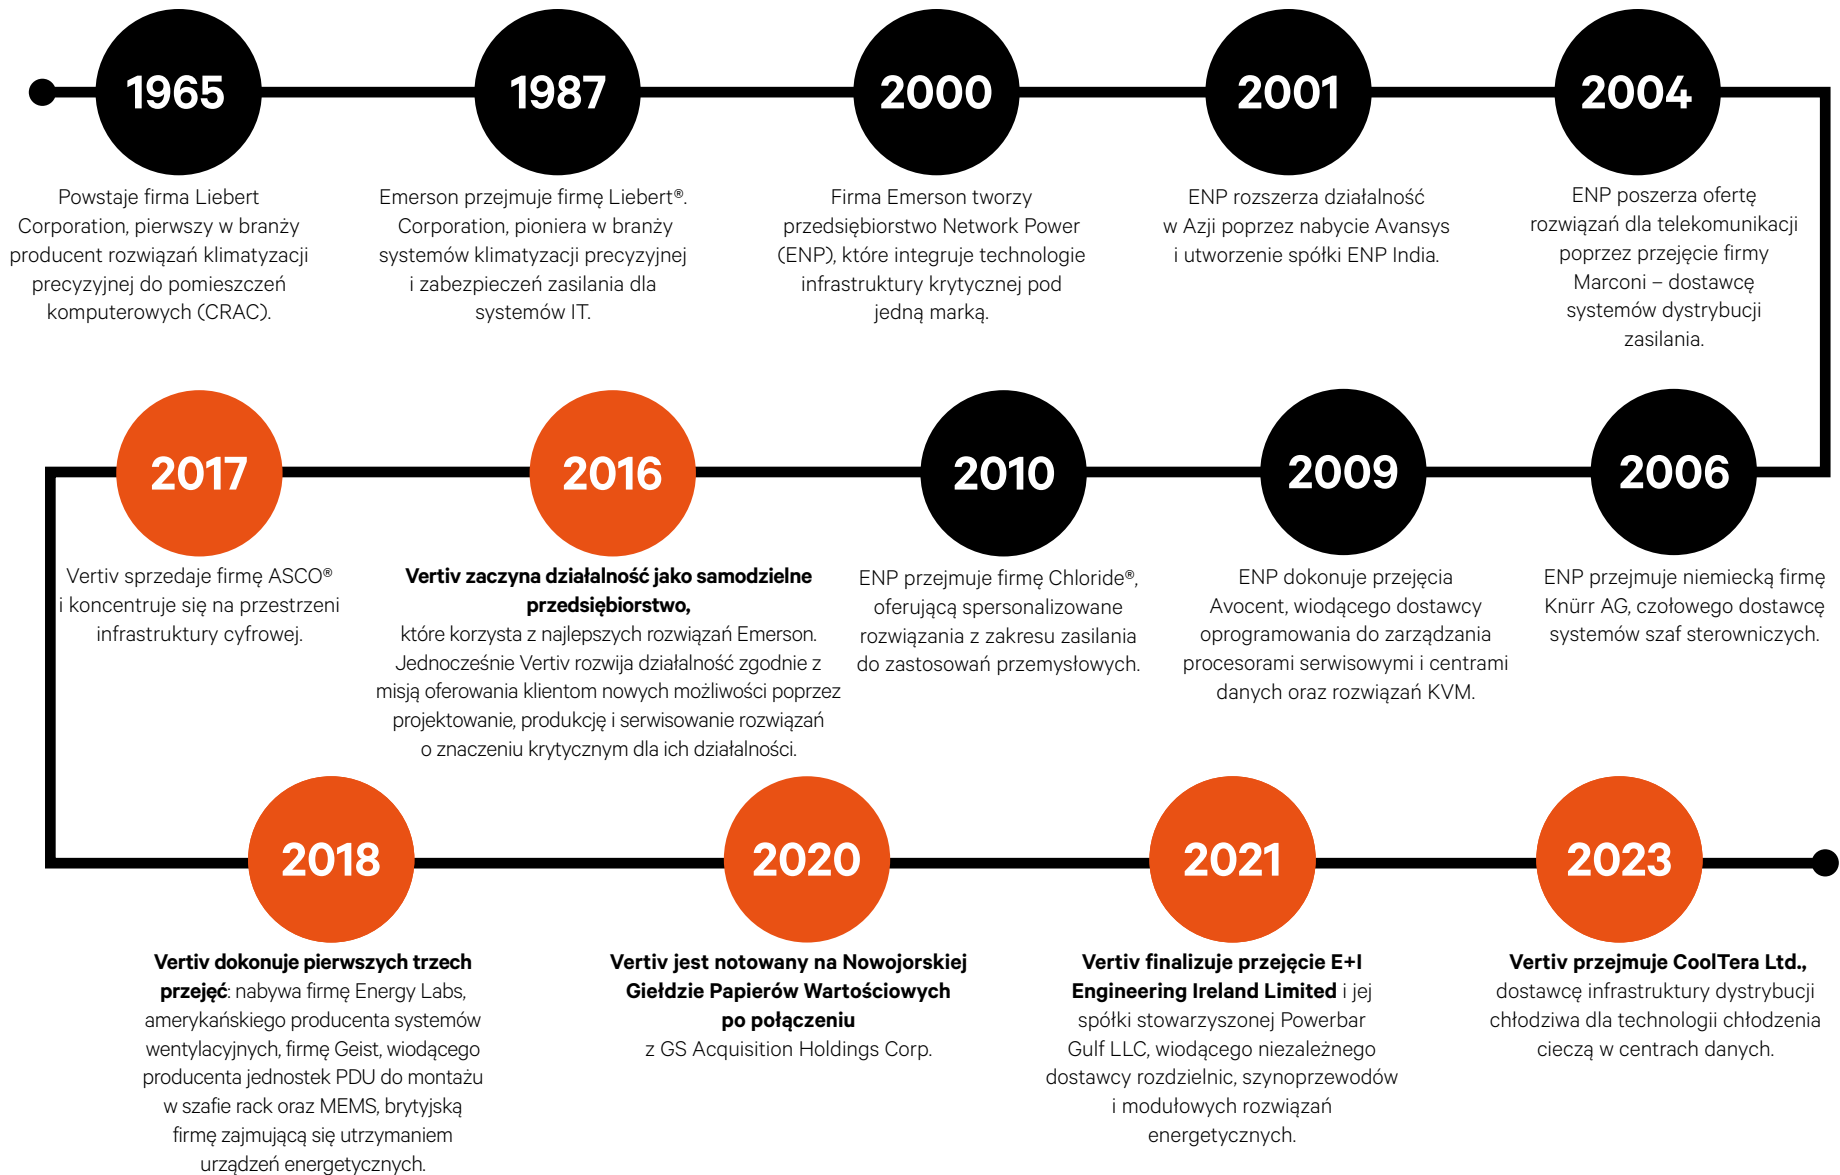 1965
Powstaje firma Liebert
Corporation, pierwszy w branży
producent rozwiązań klimatyzacji
precyzyjnej do pomieszczeń
komputerowych (CRAC).
1987
Emerson przejmuje firmę Liebert®.
Corporation, pioniera w branży
systemów klimatyzacji precyzyjnej
i zabezpieczeń zasilania dla
systemów IT.
2000
Firma Emerson tworzy
przedsiębiorstwo Network Power
(ENP), które integruje technologie
infrastruktury krytycznej pod
jedną marką.
2001
ENP rozszerza działalność
w Azji poprzez nabycie Avansys
i utworzenie spółki ENP India.
2004
ENP poszerza ofertę
rozwiązań dla telekomunikacji
poprzez przejęcie firmy
Marconi – dostawcę
systemów dystrybucji
zasilania.
2006
ENP przejmuje niemiecką firmę
Knürr AG, czołowego dostawcę
systemów szaf sterowniczych.
2009
ENP dokonuje przejęcia
Avocent, wiodącego dostawcy
oprogramowania do zarządzania
procesorami serwisowymi i centrami
danych oraz rozwiązań KVM.
2010
ENP przejmuje firmę Chloride®,
oferującą spersonalizowane
rozwiązania z zakresu zasilania
do zastosowań przemysłowych.
2016
Vertiv zaczyna działalność jako samodzielne
przedsiębiorstwo,
które korzysta z najlepszych rozwiązań Emerson.
Jednocześnie Vertiv rozwija działalność zgodnie z
misją oferowania klientom nowych możliwości poprzez
projektowanie, produkcję i serwisowanie rozwiązań
o znaczeniu krytycznym dla ich działalności.
2017
Vertiv sprzedaje firmę ASCO®
i koncentruje się na przestrzeni
infrastruktury cyfrowej.
2018
Vertiv dokonuje pierwszych trzech
przejęć: nabywa firmę Energy Labs,
amerykańskiego producenta systemów
wentylacyjnych, firmę Geist, wiodącego
producenta jednostek PDU do montażu
w szafie rack oraz MEMS, brytyjską
firmę zajmującą się utrzymaniem
urządzeń energetycznych.
2020
Vertiv jest notowany na Nowojorskiej
Giełdzie Papierów Wartościowych
po połączeniu
z GS Acquisition Holdings Corp.
2021
Vertiv finalizuje przejęcie E+I
Engineering Ireland Limited i jej
spółki stowarzyszonej Powerbar
Gulf LLC, wiodącego niezależnego
dostawcy rozdzielnic, szynoprzewodów
i modułowych rozwiązań
energetycznych.
2023
Vertiv przejmuje CoolTera Ltd.,
dostawcę infrastruktury dystrybucji
chłodziwa dla technologii chłodzenia
cieczą w centrach danych.